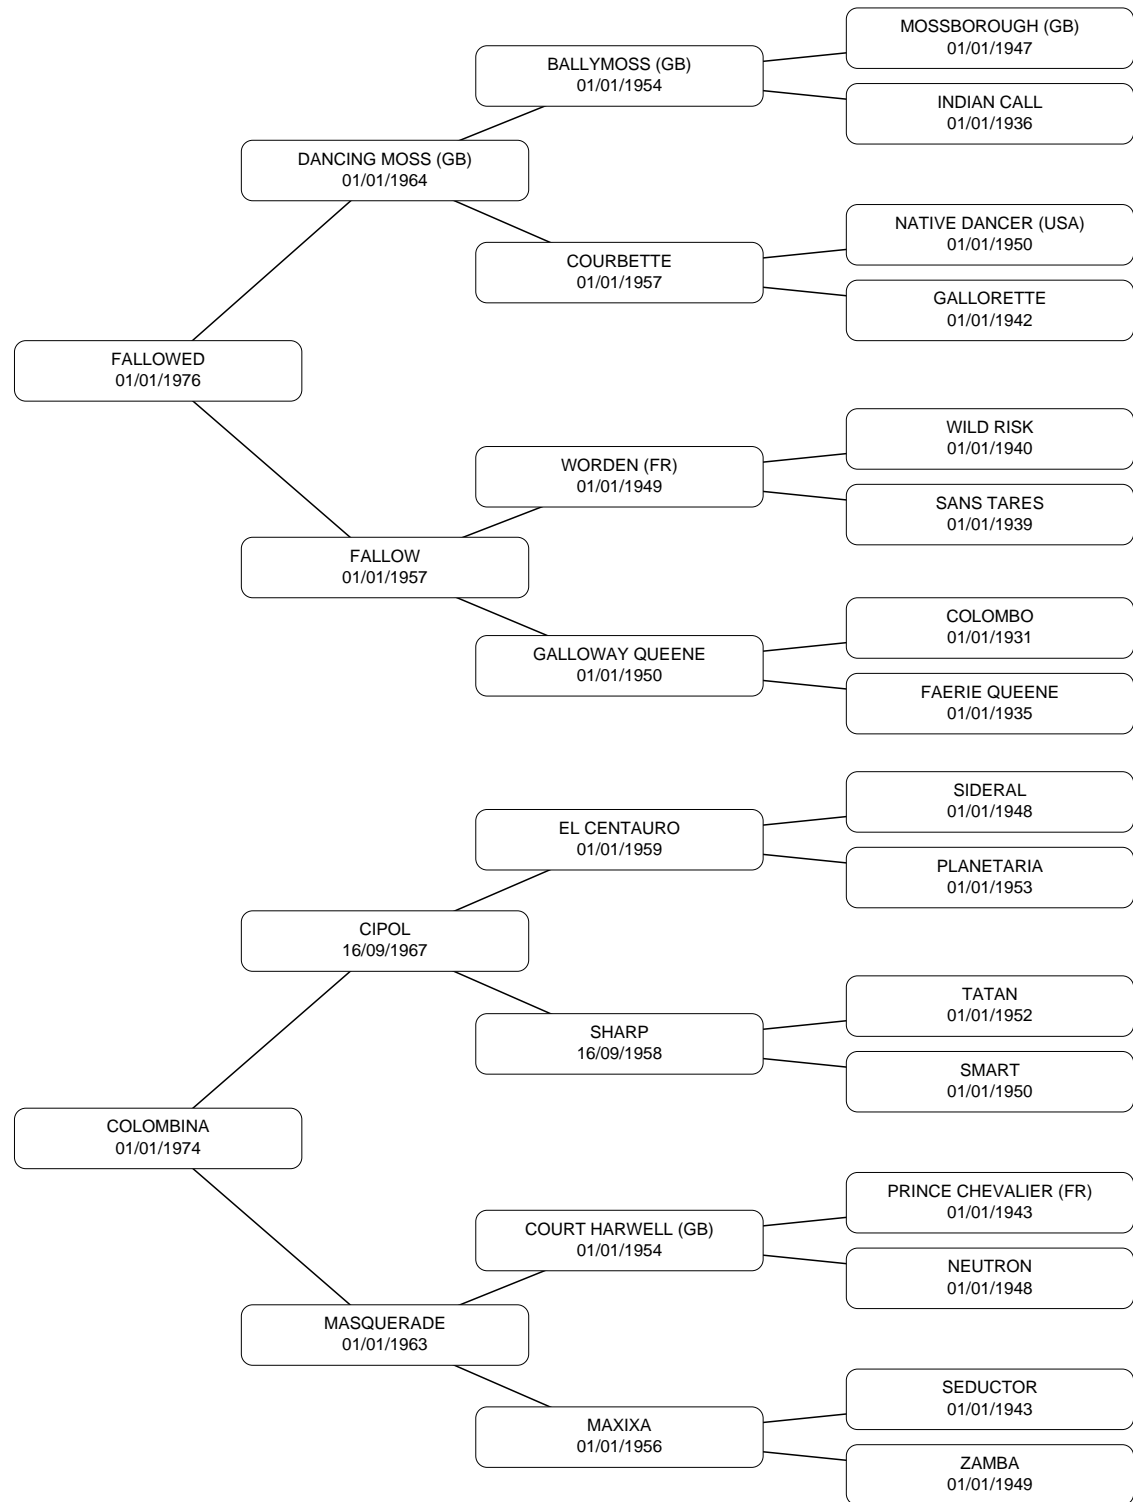 MOSSBOROUGH (GB)
01/01/1947
BALLYMOSS (GB)
01/01/1954
INDIAN CALL
01/01/1936
DANCING MOSS (GB)
01/01/1964
NATIVE DANCER (USA)
01/01/1950
COURBETTE
01/01/1957
GALLORETTE
01/01/1942
FALLOWED
01/01/1976
WILD RISK
01/01/1940
WORDEN (FR)
01/01/1949
SANS TARES
01/01/1939
FALLOW
01/01/1957
COLOMBO
01/01/1931
GALLOWAY QUEENE
01/01/1950
FAERIE QUEENE
01/01/1935
SIDERAL
01/01/1948
EL CENTAURO
01/01/1959
PLANETARIA
01/01/1953
CIPOL
16/09/1967
TATAN
01/01/1952
SHARP
16/09/1958
SMART
01/01/1950
COLOMBINA
01/01/1974
PRINCE CHEVALIER (FR)
01/01/1943
COURT HARWELL (GB)
01/01/1954
NEUTRON
01/01/1948
MASQUERADE
01/01/1963
SEDUCTOR
01/01/1943
MAXIXA
01/01/1956
ZAMBA
01/01/1949